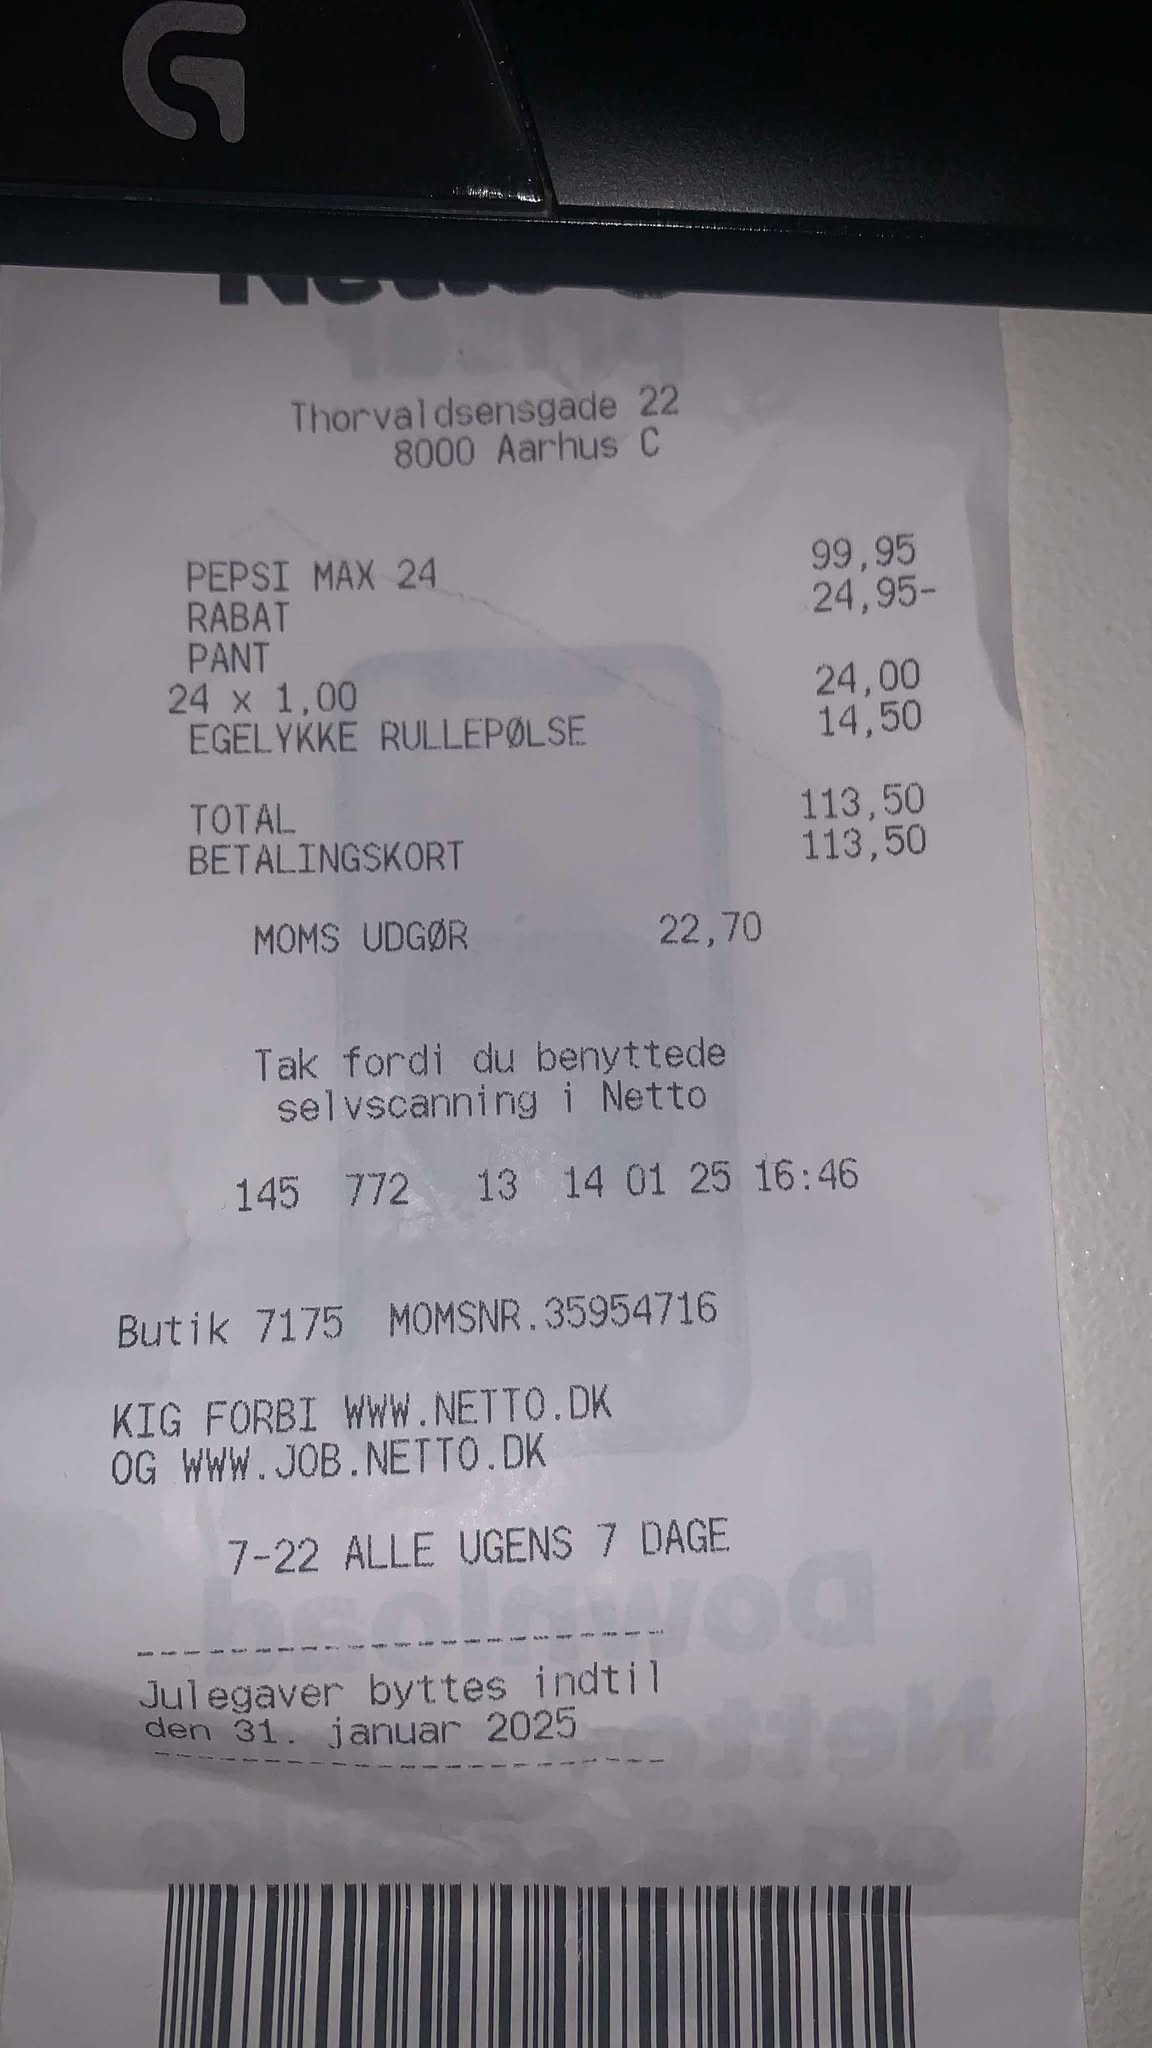 Thorvaldsensgade 22
8000 Aarhus C
PEPSI MAX 24 99,95
RABAT 24,95-
PANT
24 x 1,00 24,00
EGELYKKE RULLEPØLSE 14,50
TOTAL 113,50
BETALINGSKORT 113,50
MOMS UDGØR 22,70
Tak fordi du benyttede
selvscanning i Netto
145 772 13 14 01 25 16:46
Butik 7175 MOMSNR.35954716
KIG FORBI WWW.NETTO.DK
OG WWW.JOB.NETTO.DK
7-22 ALLE UGENS 7 DAGE
Julegaver byttes indtil
den 31. januar 2025